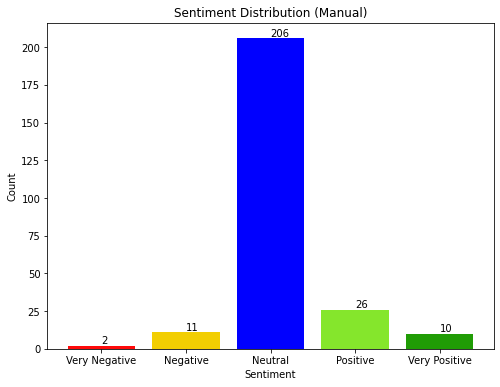 Sentiment Distribution (Manual)
206
200
175
150
125
100
75
50
25
0
Count
2
11
26
10
Very Negative
Negative
Neutral
Positive
Very Positive
Sentiment